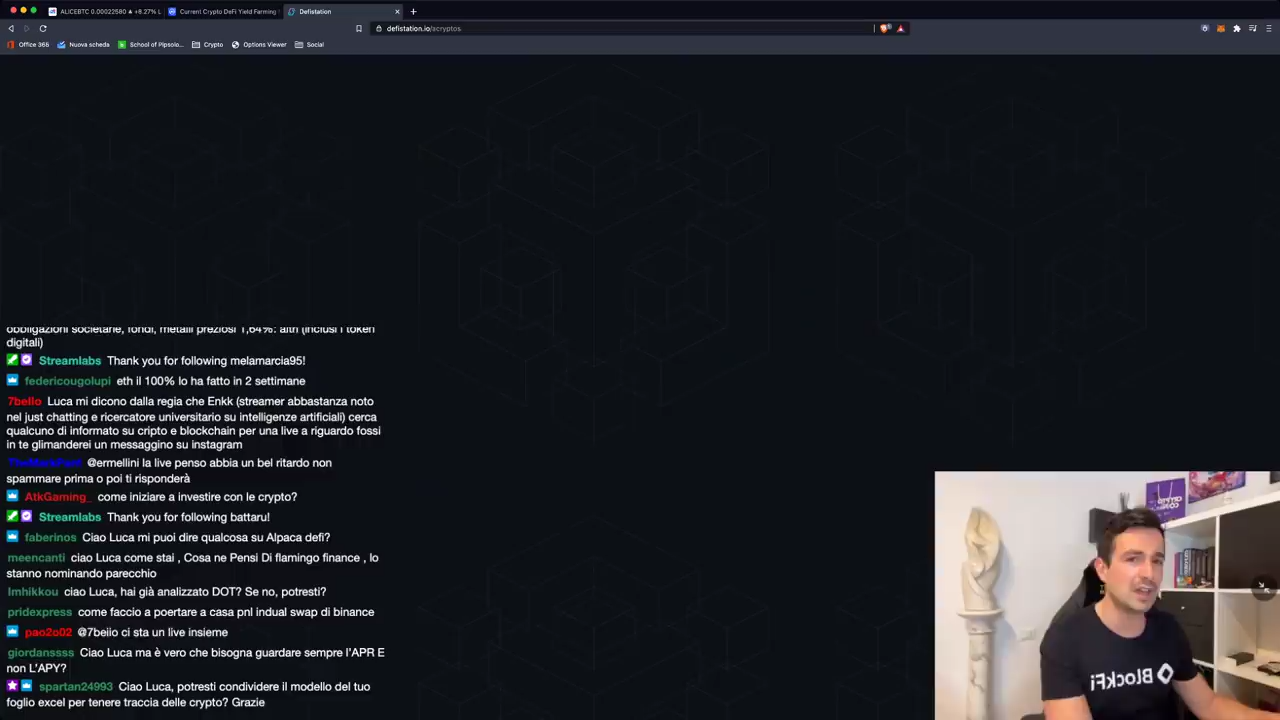 ALICEBTC 0.00022580 ▲ +8.27% L
Current Crypto DeFi Yield Farming
Defistation
defistation.io/xcryptos
Office 365
Nuova scheda
School of Pipsolo...
Crypto
Options Viewer
Social
obbligazioni societarie, fondi, metalli preziosi 1,64%: altri (inclusi i token
digitali)
Streamlabs Thank you for following melamarcia95!
federicougolupi eth il 100% lo ha fatto in 2 settimane
7bello Luca mi dicono dalla regia che Enkk (streamer abbastanza noto
nel just chatting e ricercatore universitario su intelligenze artificiali) cerca
qualcuno di informato su cripto e blockchain per una live a riguardo fossi
in te glimanderei un messaggino su instagram
@ermellini la live penso abbia un bel ritardo non
spammare prima o poi ti risponderà
AtkGaming_ come iniziare a investire con le crypto?
Streamlabs Thank you for following battaru!
faberinos Ciao Luca mi puoi dire qualcosa su Alpaca defi?
meencanti ciao Luca come stai , Cosa ne Pensi Di flamingo finance , lo
stanno nominando parecchio
Imhikkou ciao Luca, hai già analizzato DOT? Se no, potresti?
pridexpress come faccio a poertare a casa pnl indual swap di binance
pao2o02 @7beiio ci sta un live insieme
giordanssss Ciao Luca ma è vero che bisogna guardare sempre l'APR E
non L'APY?
spartan24993 Ciao Luca, potresti condividere il modello del tuo
foglio excel per tenere traccia delle crypto? Grazie
CRYPTO
BlockFi